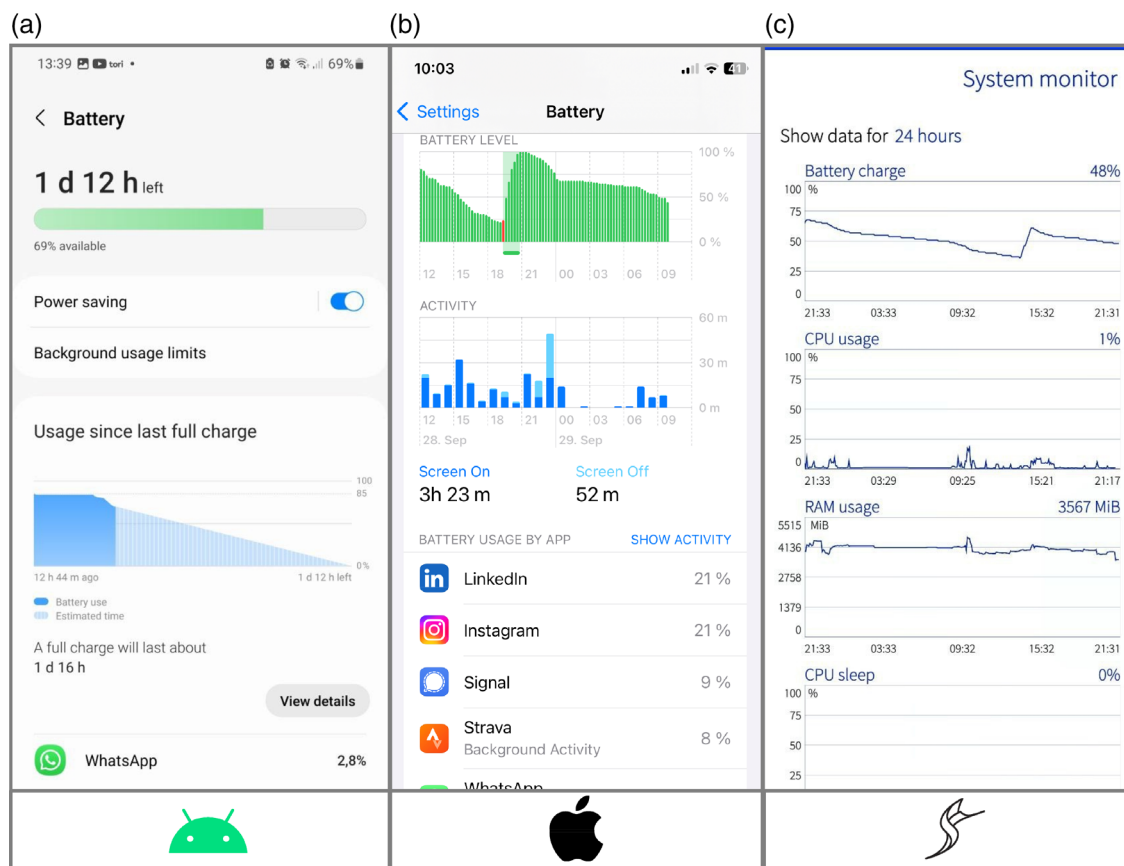 (a)
13:39 tori • 69%
Battery
1 d 12 h left
69% available
Power saving
Background usage limits
Usage since last full charge
100
85
0%
12 h 44 m ago 1 d 12 h left
Battery use
Estimated time
A full charge will last about
1 d 16 h
View details
WhatsApp 2,8%
(b)
10:03 41
Settings Battery
BATTERY LEVEL
100 %
50 %
0 %
12 15 18 21 00 03 06 09
ACTIVITY
60 m
30 m
0 m
12 15 18 21 00 03 06 09
28. Sep 29. Sep
Screen On Screen Off
3h 23 m 52 m
BATTERY USAGE BY APP SHOW ACTIVITY
in LinkedIn 21 %
Instagram 21 %
Signal 9 %
Strava 8 %
Background Activity
WhatsApp
(c)
System monitor
Show data for 24 hours
Battery charge 48%
100 %
75
50
25
0
21:33 03:33 09:32 15:32 21:31
CPU usage 1%
100 %
75
50
25
0
21:33 03:29 09:25 15:21 21:17
RAM usage 3567 MiB
5515 MiB
4136
2758
1379
0
21:33 03:33 09:32 15:32 21:31
CPU sleep 0%
100 %
75
50
25